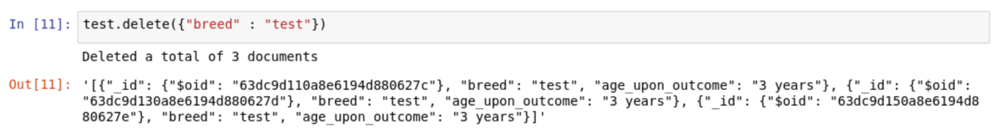 In [11]: test.delete({"breed" : "test"})
Deleted a total of 3 documents
Out[11]: '[{"_id": {"$oid": "63dc9d110a8e6194d880627c"}, "breed": "test", "age_upon_outcome": "3 years"}, {"_id": {"$oid":
"63dc9d130a8e6194d880627d"}, "breed": "test", "age_upon_outcome": "3 years"}, {"_id": {"$oid": "63dc9d150a8e6194d8
80627e"}, "breed": "test", "age_upon_outcome": "3 years"}]'